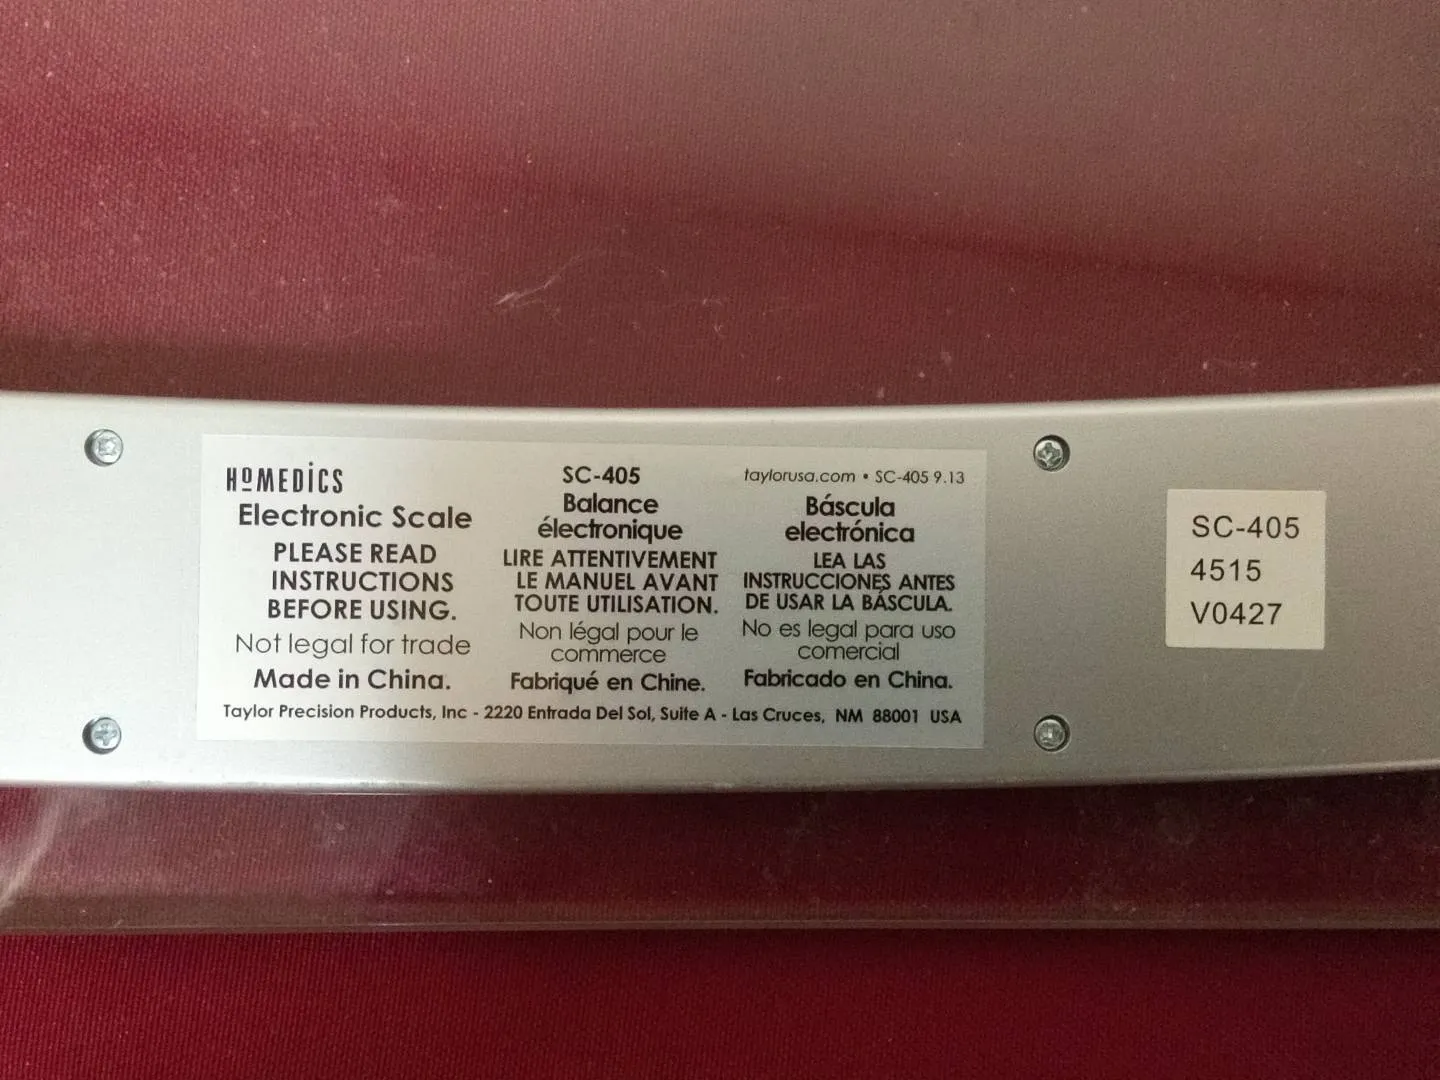 HOMEDICS
Electronic Scale
PLEASE READ
INSTRUCTIONS
BEFORE USING.
Not legal for trade
Made in China.
SC-405
Balance
électronique
LIRE ATTENTIVEMENT
LE MANUEL AVANT
TOUTE UTILISATION.
Non légal pour le
commerce
Fabriqué en Chine.
taylorusa.com • SC-405 9.13
Báscula
electrónica
LEA LAS
INSTRUCCIONES ANTES
DE USAR LA BÁSCULA.
No es legal para uso
comercial
Fabricado en China.
Taylor Precision Products, Inc - 2220 Entrada Del Sol, Suite A - Las Cruces, NM 88001 USA
SC-405
4515
V0427